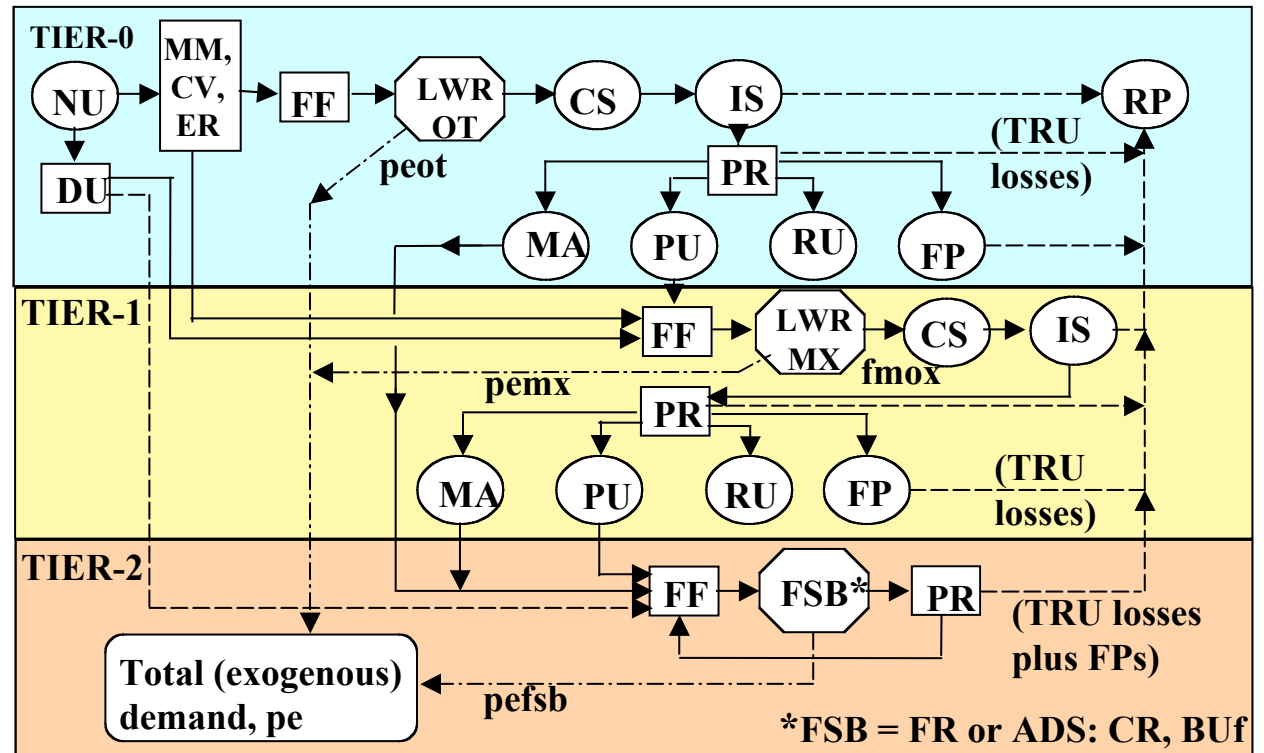 TIER-0
NU
MM,
CV,
ER
FF
LWR
OT
CS
IS
RP
DU
peot
PR
(TRU
losses)
MA
PU
RU
FP
TIER-1
FF
LWR
MX
CS
IS
pemx
fmox
PR
MA
PU
RU
FP
(TRU
losses)
TIER-2
FF
FSB*
PR
(TRU losses
plus FPs)
Total (exogenous)
demand, pe
pefsb
*FSB = FR or ADS: CR, BUf